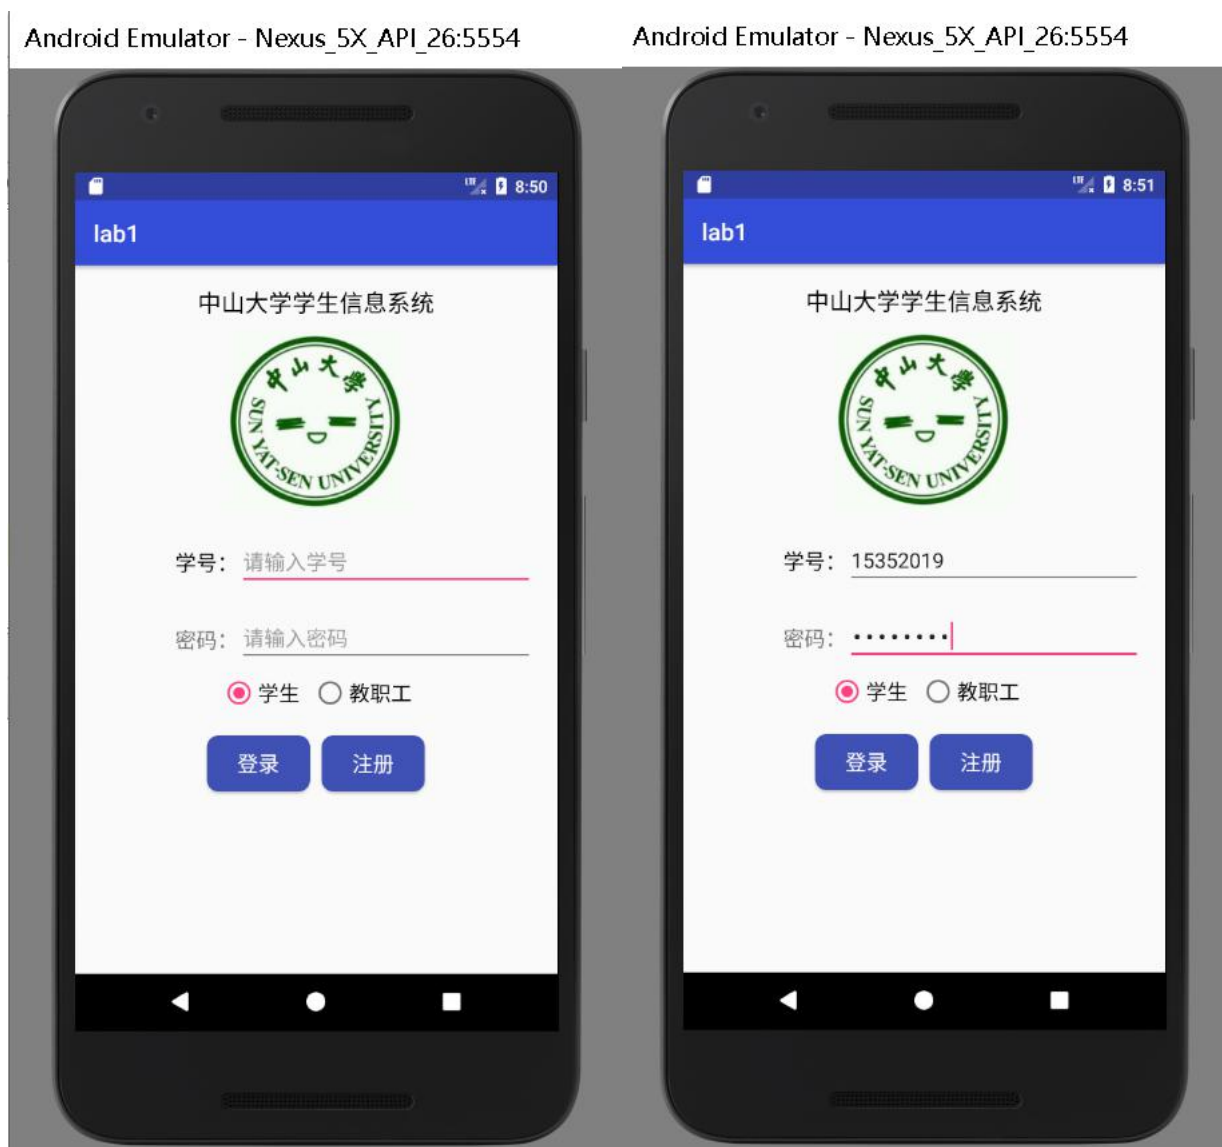 Android Emulator - Nexus_5X_API_26:5554
8:50
lab1
中山大学学生信息系统
中山大學
SUN YAT-SEN UNIVERSITY
学号： 请输入学号
密码： 请输入密码
学生 教职工
登录 注册
Android Emulator - Nexus_5X_API_26:5554
8:51
lab1
中山大学学生信息系统
中山大學
SUN YAT-SEN UNIVERSITY
学号： 15352019
密码： ••••••••
学生 教职工
登录 注册